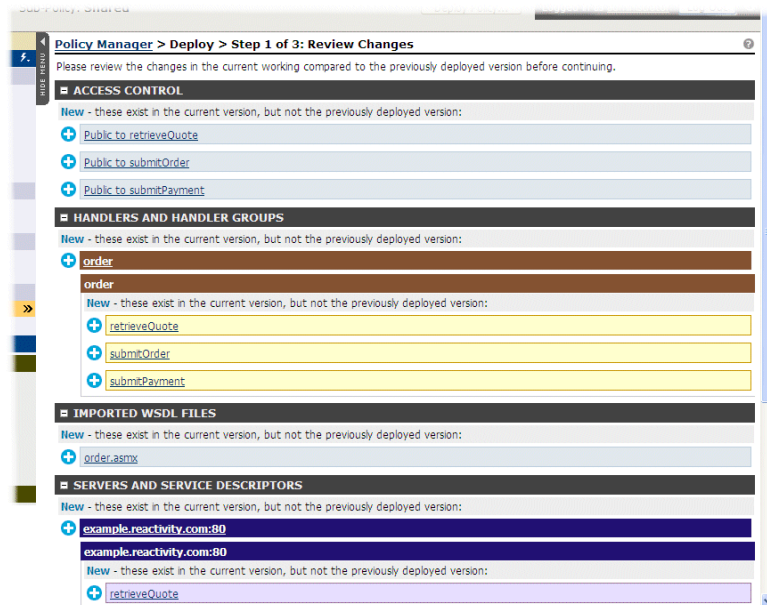 Sub-Policy: Shared
Policy Manager > Deploy > Step 1 of 3: Review Changes
HIDE MENU
Please review the changes in the current working compared to the previously deployed version before continuing.
ACCESS CONTROL
New - these exist in the current version, but not the previously deployed version:
Public to retrieveQuote
Public to submitOrder
Public to submitPayment
HANDLERS AND HANDLER GROUPS
New - these exist in the current version, but not the previously deployed version:
order
order
New - these exist in the current version, but not the previously deployed version:
retrieveQuote
submitOrder
submitPayment
IMPORTED WSDL FILES
New - these exist in the current version, but not the previously deployed version:
order.asmx
SERVERS AND SERVICE DESCRIPTORS
New - these exist in the current version, but not the previously deployed version:
example.reactivity.com:80
example.reactivity.com:80
New - these exist in the current version, but not the previously deployed version:
retrieveQuote